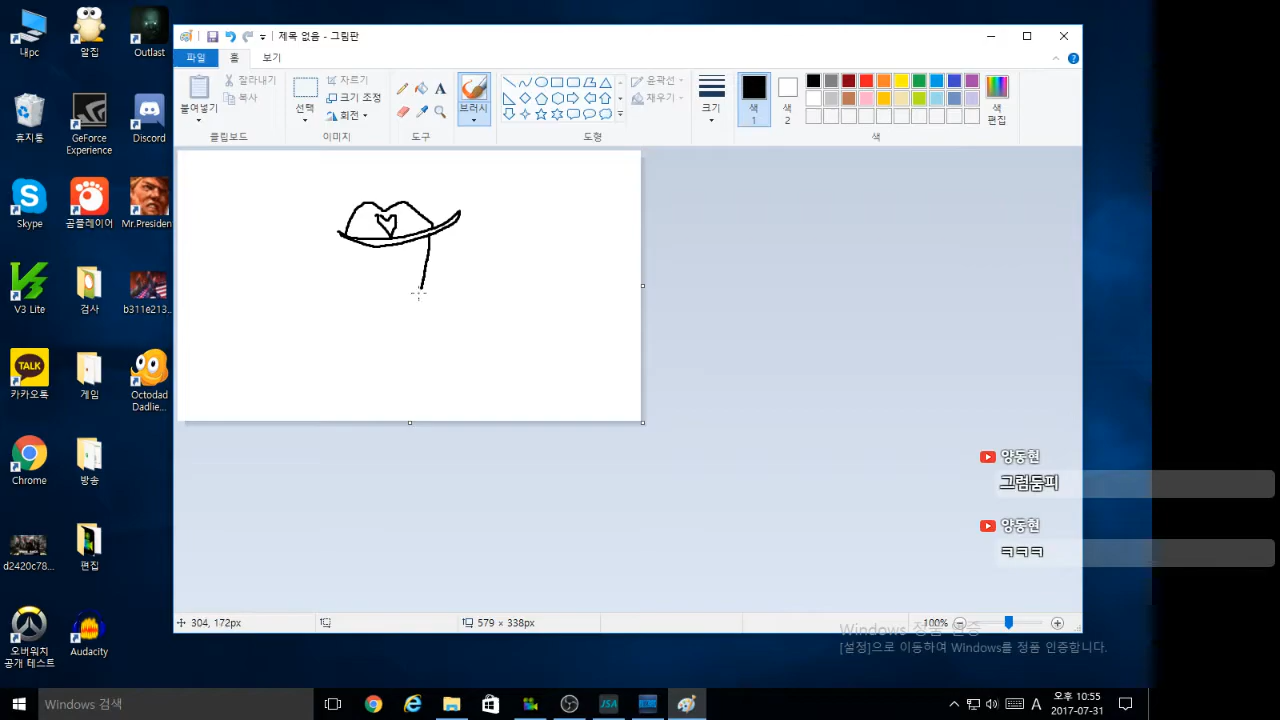 제목 없음 - 그림판
파일
홈
보기
붙여넣기
잘라내기
복사
클립보드
선택
자르기
크기 조정
회전
이미지
A
도구
브러시
윤곽선
채우기
도형
크기
색
1
색
2
색
편집
색
내pc
알집
Outlast
휴지통
GeForce
Experience
Discord
Skype
곰플레이어
Mr.President
V3 Lite
검사
b311e213...
TALK
카카오톡
게임
Octodad
Dadlie...
Chrome
방송
d2420c78...
편집
오버워치
공개 테스트
Audacity
양동현
그럼둠피
양동현
ㅋㅋㅋ
304, 172px
579 × 338px
100%
Windows 정품 인증
[설정]으로 이동하여 Windows를 정품 인증합니다.
Windows 검색
JSA
A
오후 10:55
2017-07-31